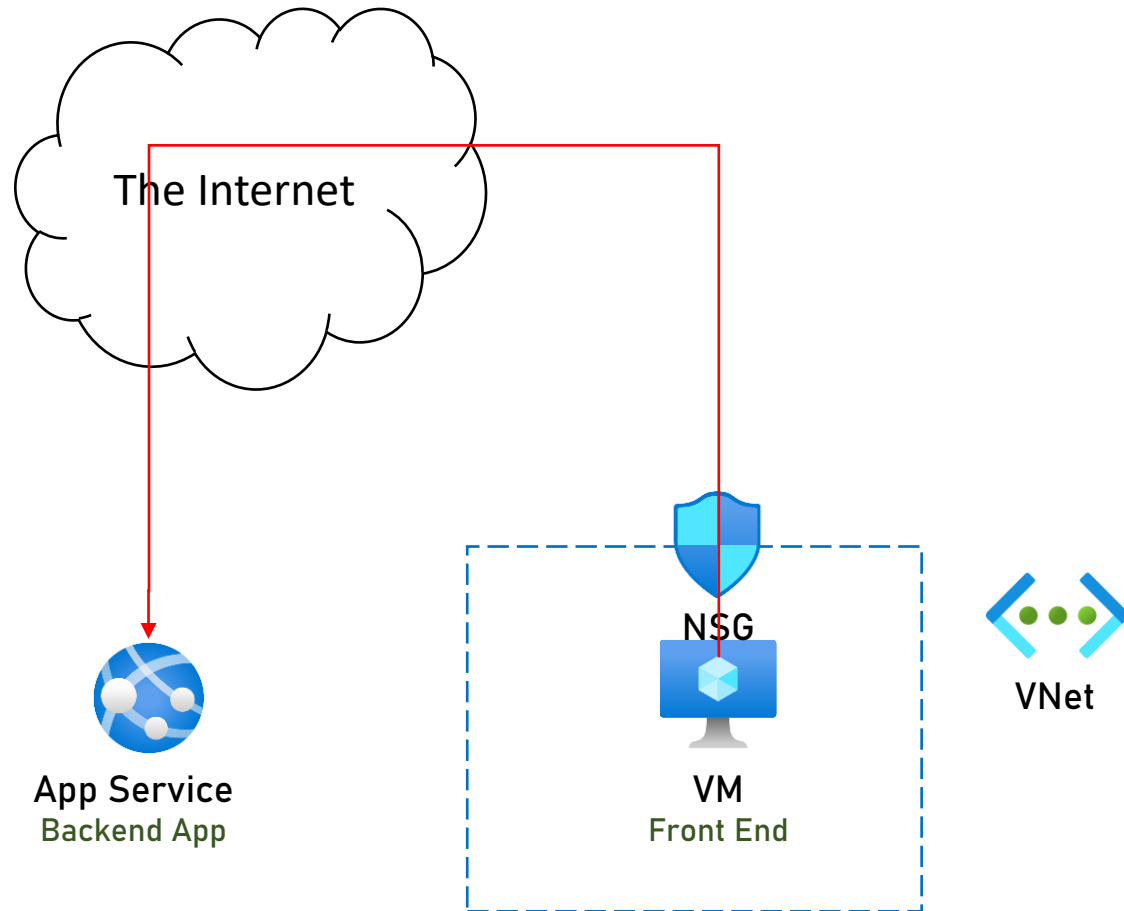 The Internet
NSG
VNet
App Service
Backend App
VM
Front End